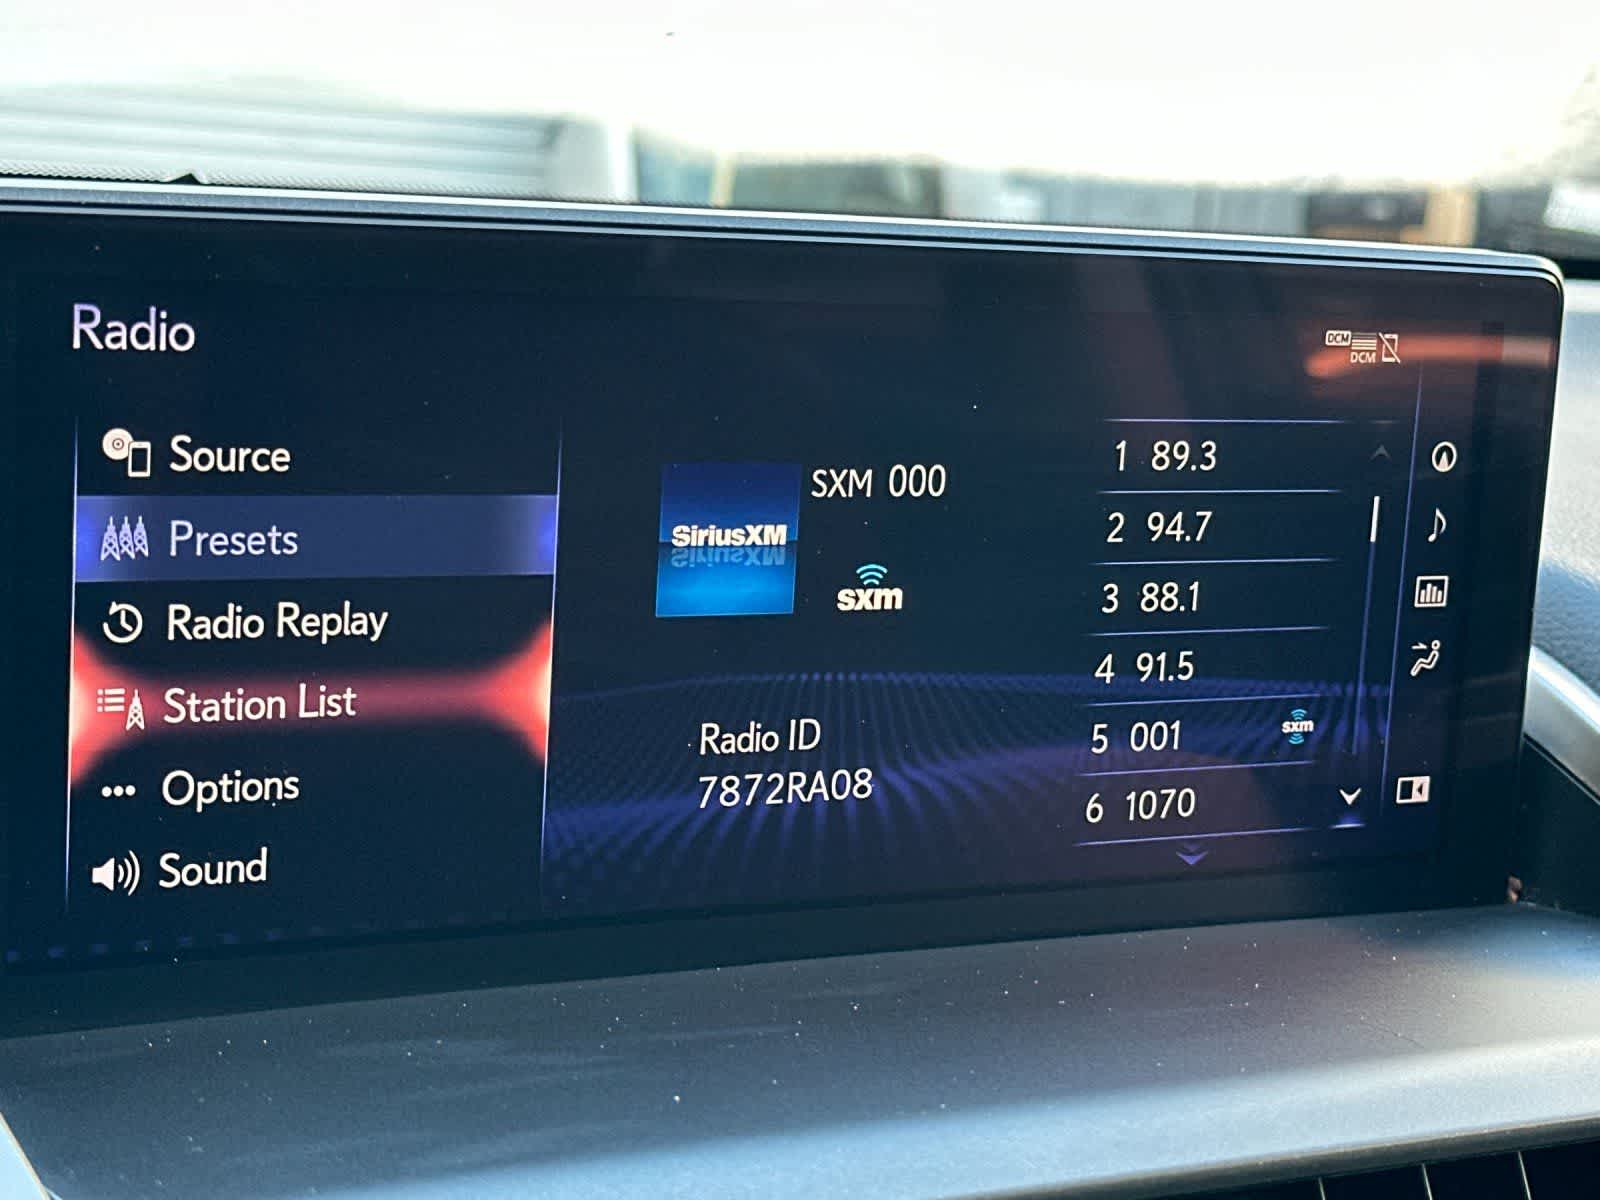 Radio
DCM
DCM
Source
Presets
Radio Replay
Station List
Options
Sound
SiriusXM
SXM 000
sxm
Radio ID
7872RA08
1 89.3
2 94.7
3 88.1
4 91.5
5 001 sxm
6 1070